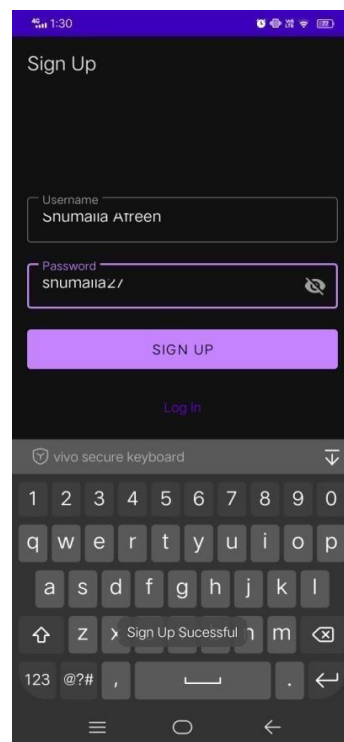 4G 1:30
Sign Up
Username
Shumaila Afreen
Password
shumaila27
SIGN UP
Log In
vivo secure keyboard
1 2 3 4 5 6 7 8 9 0
q w e r t y u i o p
a s d f g h j k l
z x Sign Up Sucessful n m
123 @?# , .